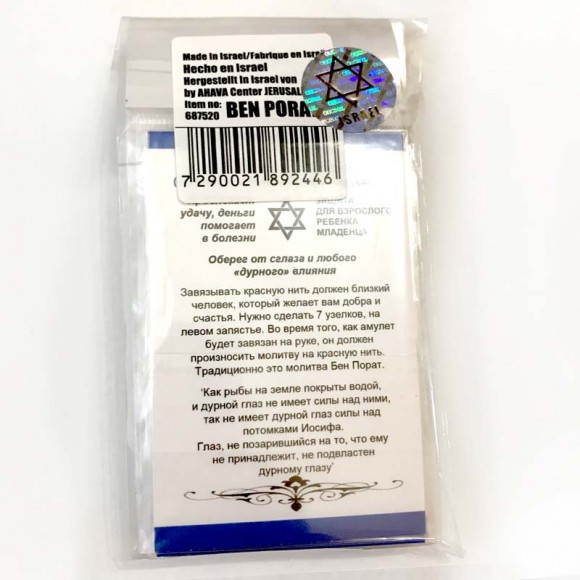 Made in Israel/Fabrique en Isr
Hecho en Israel
Hergestellt in Israel von
by AHAVA Center JERUSAL
Item no:
687520 BEN PORA
ISRAEL
7 290021 892446
удачу, деньги
помогает
в болезни
ДЛЯ ВЗРОСЛОГО
РЕБЕНКА
МЛАДЕНЦА
Оберег от сглаза и любого
«дурного» влияния
Завязывать красную нить должен близкий
человек, который желает вам добра и
счастья. Нужно сделать 7 узелков, на
левом запястье. Во время того, как амулет
будет завязан на руке, он должен
произносить молитву на красную нить.
Традиционно это молитва Бен Порат.
'Как рыбы на земле покрыты водой,
и дурной глаз не имеет силы над ними,
так не имеет дурной глаз силы над
потомками Иосифа.
Глаз, не позарившийся на то, что ему
не принадлежит, не подвластен
дурному глазу'